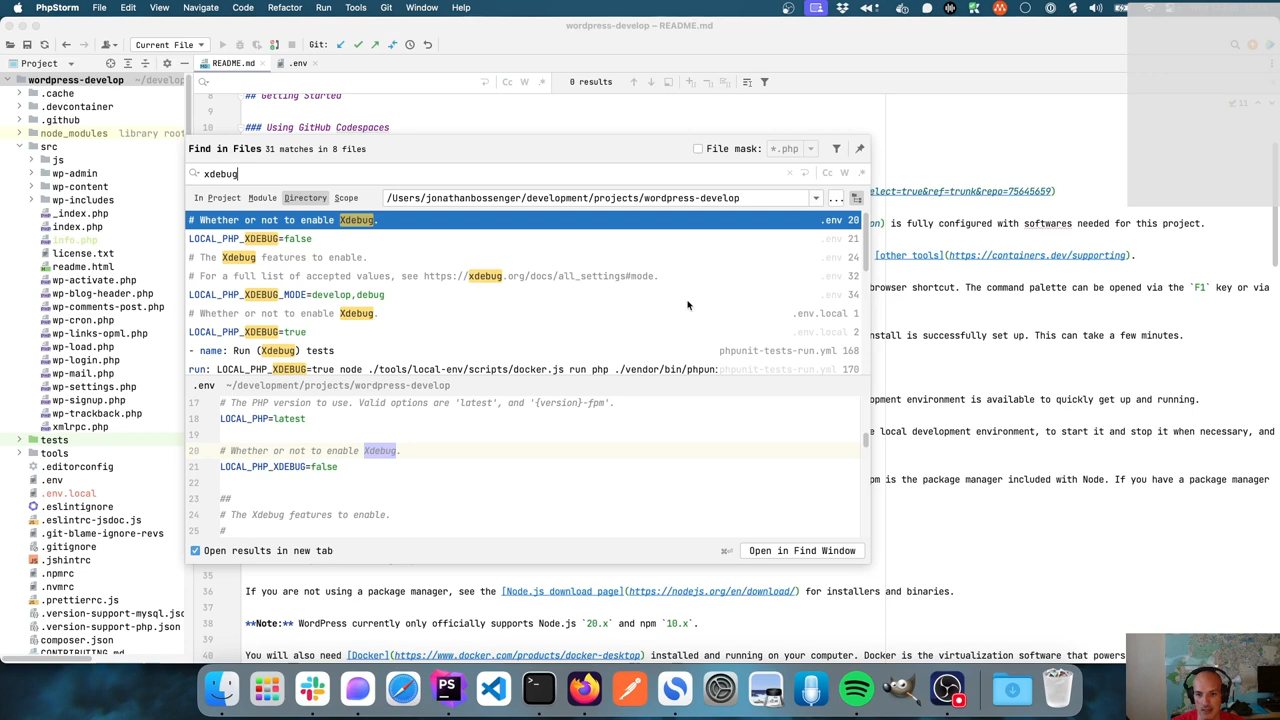 PhpStorm File Edit View Navigate Code Refactor Run Tools Git Window Help
wordpress-develop – README.md
Current File Git:
Project README.md .env
wordpress-develop ~/develop
.cache
.devcontainer
.github
node_modules library root
src
js
wp-admin
wp-content
wp-includes
_index.php
index.php
info.php
license.txt
readme.html
wp-activate.php
wp-blog-header.php
wp-comments-post.php
wp-cron.php
wp-links-opml.php
wp-load.php
wp-login.php
wp-mail.php
wp-settings.php
wp-signup.php
wp-trackback.php
xmlrpc.php
tests
tools
.editorconfig
.env
.env.local
.eslintignore
.eslintrc-jsdoc.js
.git-blame-ignore-revs
.gitignore
.jshintrc
.npmrc
.nvmrc
.prettierrc.js
.version-support-mysql.jsc
.version-support-php.json
composer.json
CONTRIBUTING.md
Cc W .* 0 results
8 ## Getting Started
9
10 ### Using GitHub Codespaces
11
Find in Files 31 matches in 8 files File mask: *.php
xdebug Cc W .*
In Project Module Directory Scope /Users/jonathanbossenger/development/projects/wordpress-develop ...
# Whether or not to enable Xdebug. .env 20
LOCAL_PHP_XDEBUG=false .env 21
# The Xdebug features to enable. .env 24
# For a full list of accepted values, see https://xdebug.org/docs/all_settings#mode. .env 32
LOCAL_PHP_XDEBUG_MODE=develop,debug .env 34
# Whether or not to enable Xdebug. .env.local 1
LOCAL_PHP_XDEBUG=true .env.local 2
- name: Run (Xdebug) tests phpunit-tests-run.yml 168
run: LOCAL_PHP_XDEBUG=true node ./tools/local-env/scripts/docker.js run php ./vendor/bin/phpun: phpunit-tests-run.yml 170
.env ~/development/projects/wordpress-develop
17 # The PHP version to use. Valid options are 'latest', and '{version}-fpm'.
18 LOCAL_PHP=latest
19
20 # Whether or not to enable Xdebug.
21 LOCAL_PHP_XDEBUG=false
22
23 ##
24 # The Xdebug features to enable.
25 #
Open results in new tab Open in Find Window
11
elect=true&ref=trunk&repo=75645659)
on) is fully configured with softwares needed for this project.
[other tools](https://containers.dev/supporting).
browser shortcut. The command palette can be opened via the `F1` key or via
install is successfully set up. This can take a few minutes.
opment environment is available to quickly get up and running.
e local development environment, to start it and stop it when necessary, and
pm is the package manager included with Node. If you have a package manager
35
36 If you are not using a package manager, see the [Node.js download page](https://nodejs.org/en/download/) for installers and binaries.
37
38 **Note:** WordPress currently only officially supports Node.js `20.x` and npm `10.x`.
39
40 You will also need [Docker](https://www.docker.com/products/docker-desktop) installed and running on your computer. Docker is the virtualization software that powers
PS